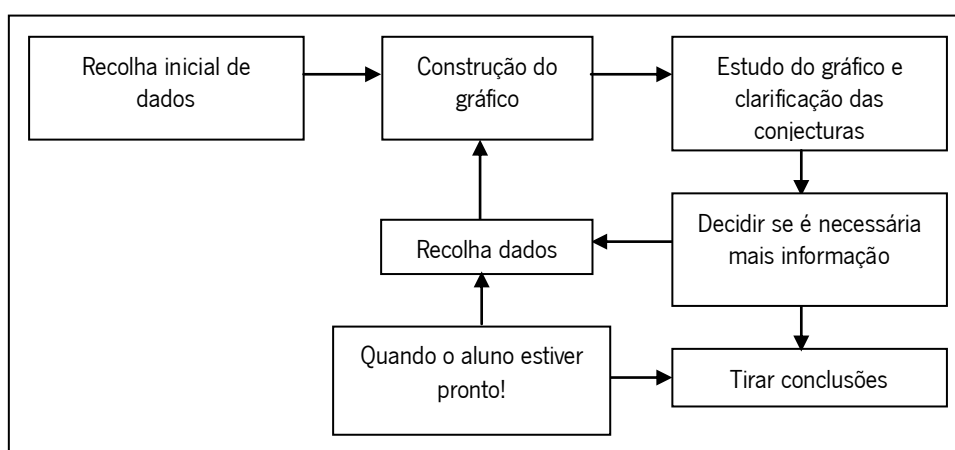 Recolha inicial de
dados
Construção do
gráfico
Estudo do gráfico e
clarificação das
conjecturas
Decidir se é necessária
mais informação
Recolha dados
Quando o aluno estiver
pronto!
Tirar conclusões